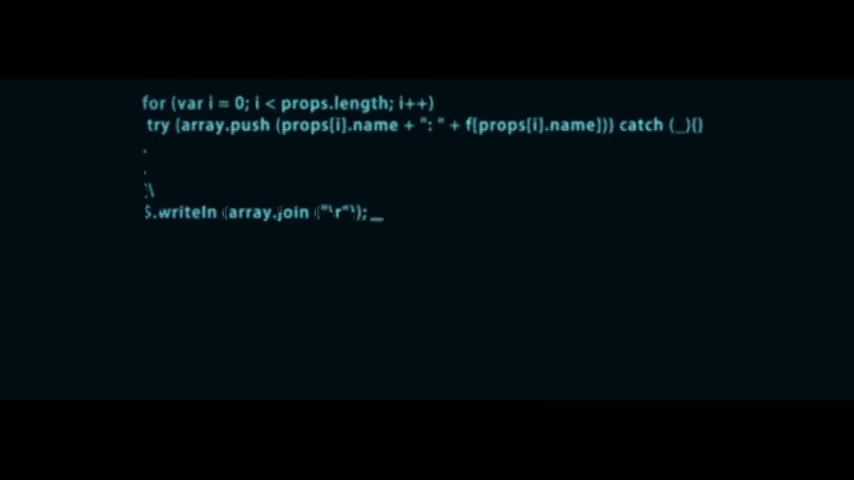 for (var i = 0; i < props.length; i++)
try {array.push (props[i].name + ": " + f[props[i].name])} catch (_){}
.
.
}\
$.writeln (array.join ("\r"));_